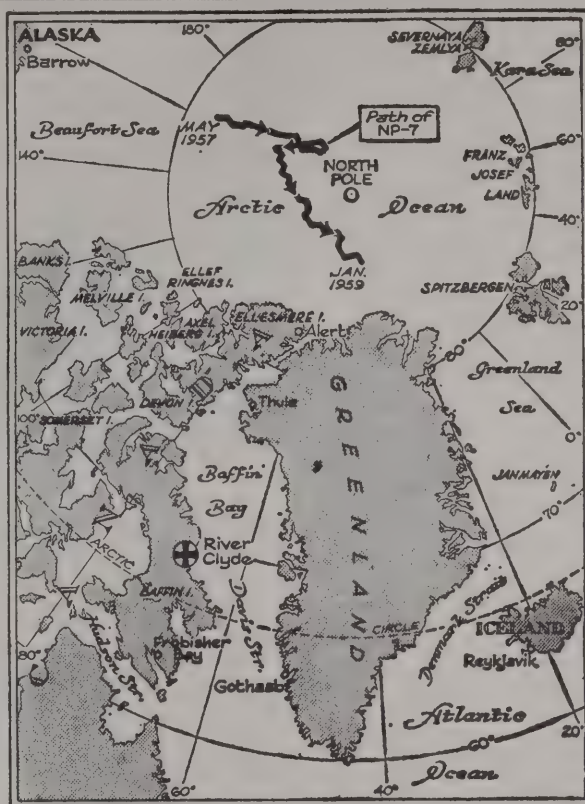 ALASKA
Barrow
180°
SEVERNAYA
ZEMLYA
Kara Sea
80°
Beaufort Sea
MAY
1957
Path of
NP-7
60°
140°
FRANZ
JOSEF
LAND
NORTH
POLE
Arctic
Ocean
40°
JAN.
1959
BANKS I.
ELLEF
RINGNES I.
SPITZBERGEN
20°
MELVILLE I.
AXEL
HEIBERG
ELLESMERE I.
Alert
VICTORIA I.
80°
Greenland
Sea
DEVON I.
Thule
100°
SOMERSET I.
0°
GREENLAND
Baffin
Bay
JAN MAYEN
70°
ARCTIC
River
Clyde
BAFFIN I.
Davis Str.
CIRCLE
Denmark Strait
ICELAND
Hudson Str.
Frobisher
Bay
80°
Reykjavik
Gothasb
Atlantic
60°
20°
60°
40°
Ocean